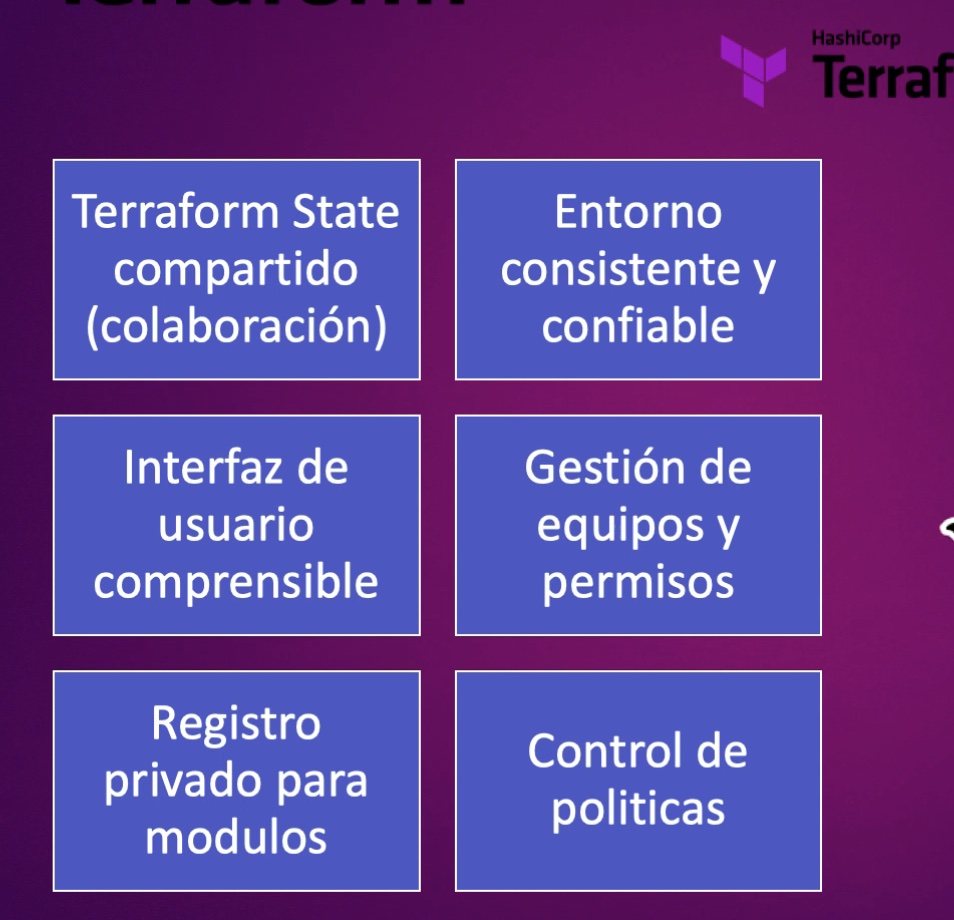 HashiCorp
Terraf
Terraform State
compartido
(colaboración)
Entorno
consistente y
confiable
Interfaz de
usuario
comprensible
Gestión de
equipos y
permisos
Registro
privado para
modulos
Control de
politicas